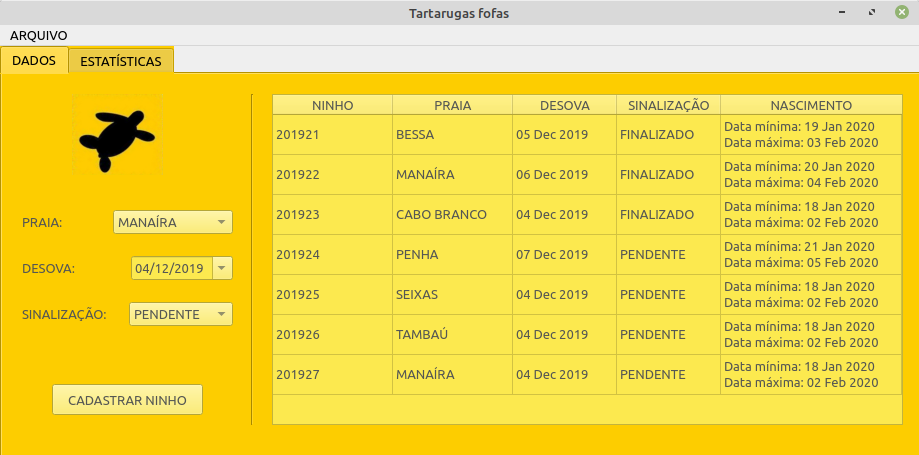 Tartarugas fofas
ARQUIVO
DADOS ESTATÍSTICAS
PRAIA: MANAÍRA
DESOVA: 04/12/2019
SINALIZAÇÃO: PENDENTE
CADASTRAR NINHO
NINHO PRAIA DESOVA SINALIZAÇÃO NASCIMENTO
201921 BESSA 05 Dec 2019 FINALIZADO Data mínima: 19 Jan 2020
Data máxima: 03 Feb 2020
201922 MANAÍRA 06 Dec 2019 FINALIZADO Data mínima: 20 Jan 2020
Data máxima: 04 Feb 2020
201923 CABO BRANCO 04 Dec 2019 FINALIZADO Data mínima: 18 Jan 2020
Data máxima: 02 Feb 2020
201924 PENHA 07 Dec 2019 PENDENTE Data mínima: 21 Jan 2020
Data máxima: 05 Feb 2020
201925 SEIXAS 04 Dec 2019 PENDENTE Data mínima: 18 Jan 2020
Data máxima: 02 Feb 2020
201926 TAMBAÚ 04 Dec 2019 PENDENTE Data mínima: 18 Jan 2020
Data máxima: 02 Feb 2020
201927 MANAÍRA 04 Dec 2019 PENDENTE Data mínima: 18 Jan 2020
Data máxima: 02 Feb 2020